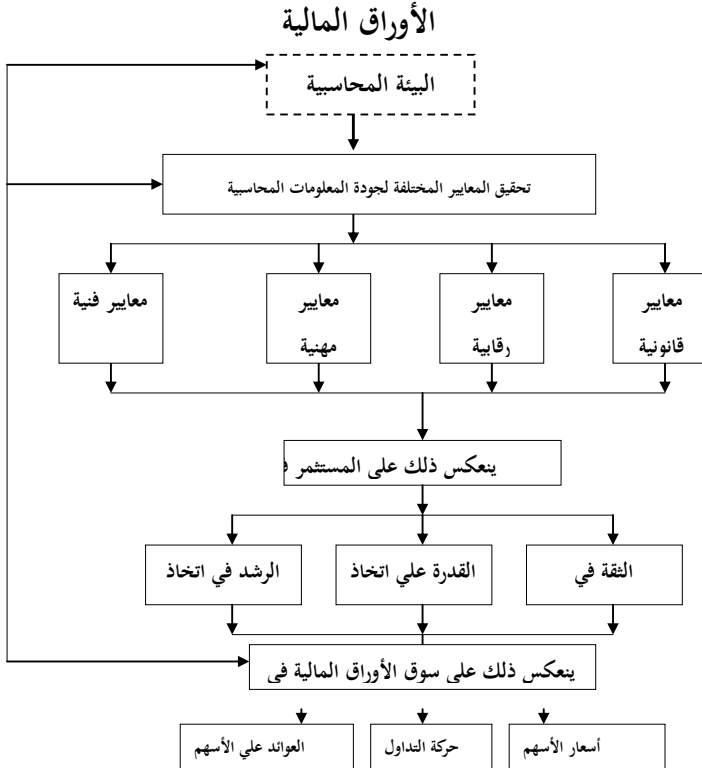 الأوراق المالية
البيئة المحاسبية
تحقيق المعايير المختلفة لجودة المعلومات المحاسبية
معايير
قانونية
معايير
رقابية
معايير
مهنية
معايير فنية
ينعكس ذلك على المستثمر
الثقة في
القدرة علي اتخاذ
الرشد في اتخاذ
ينعكس ذلك على سوق الأوراق المالية في
أسعار الأسهم
حركة التداول
العوائد علي الأسهم